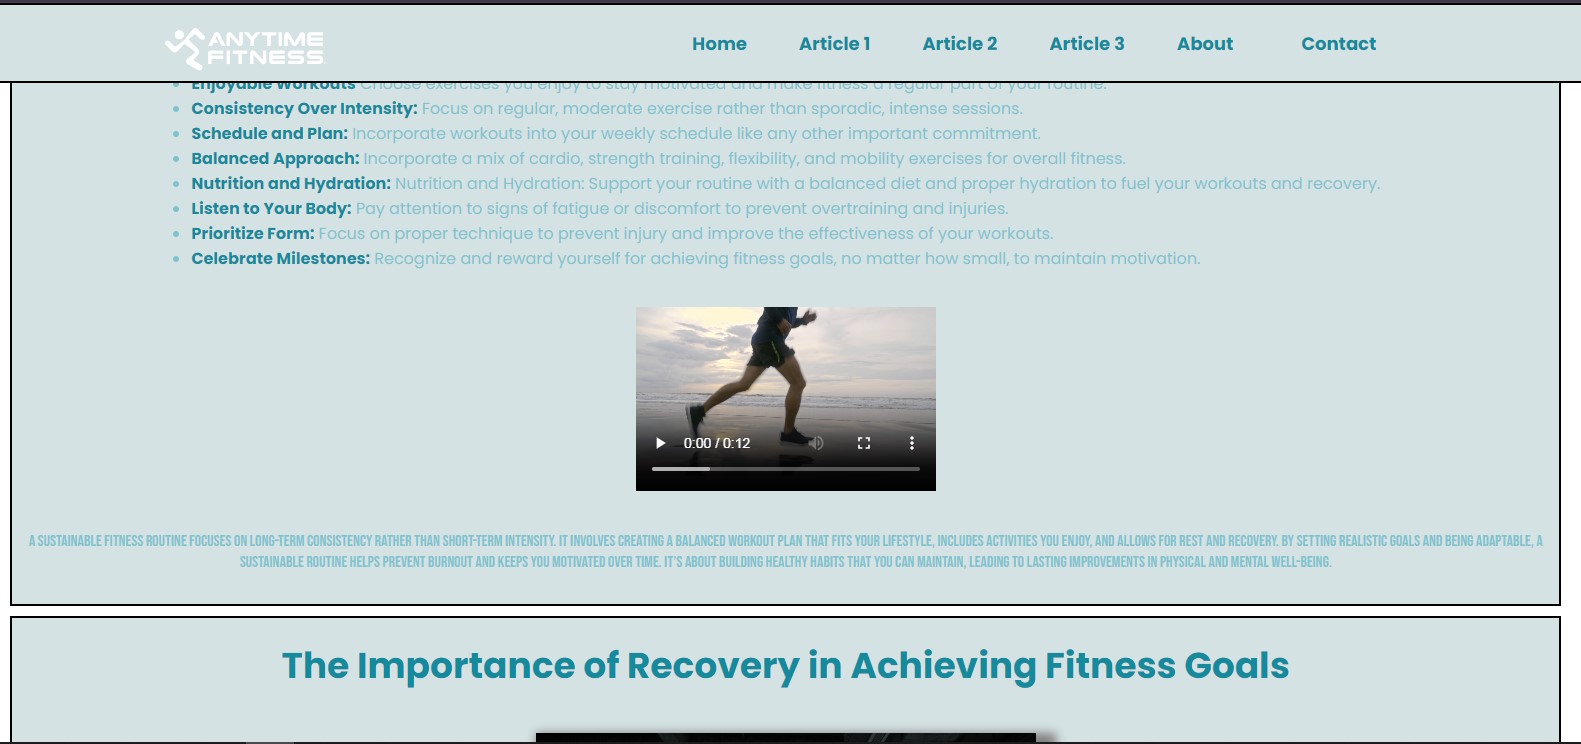 ANYTIME
FITNESS
Home Article 1 Article 2 Article 3 About Contact
Enjoyable Workouts Choose exercises you enjoy to stay motivated and make fitness a regular part of your routine.
Consistency Over Intensity: Focus on regular, moderate exercise rather than sporadic, intense sessions.
Schedule and Plan: Incorporate workouts into your weekly schedule like any other important commitment.
Balanced Approach: Incorporate a mix of cardio, strength training, flexibility, and mobility exercises for overall fitness.
Nutrition and Hydration: Nutrition and Hydration: Support your routine with a balanced diet and proper hydration to fuel your workouts and recovery.
Listen to Your Body: Pay attention to signs of fatigue or discomfort to prevent overtraining and injuries.
Prioritize Form: Focus on proper technique to prevent injury and improve the effectiveness of your workouts.
Celebrate Milestones: Recognize and reward yourself for achieving fitness goals, no matter how small, to maintain motivation.
0:00 / 0:12
A SUSTAINABLE FITNESS ROUTINE FOCUSES ON LONG-TERM CONSISTENCY RATHER THAN SHORT-TERM INTENSITY. IT INVOLVES CREATING A BALANCED WORKOUT PLAN THAT FITS YOUR LIFESTYLE, INCLUDES ACTIVITIES YOU ENJOY, AND ALLOWS FOR REST AND RECOVERY. BY SETTING REALISTIC GOALS AND BEING ADAPTABLE, A
SUSTAINABLE ROUTINE HELPS PREVENT BURNOUT AND KEEPS YOU MOTIVATED OVER TIME. IT'S ABOUT BUILDING HEALTHY HABITS THAT YOU CAN MAINTAIN, LEADING TO LASTING IMPROVEMENTS IN PHYSICAL AND MENTAL WELL-BEING.
The Importance of Recovery in Achieving Fitness Goals